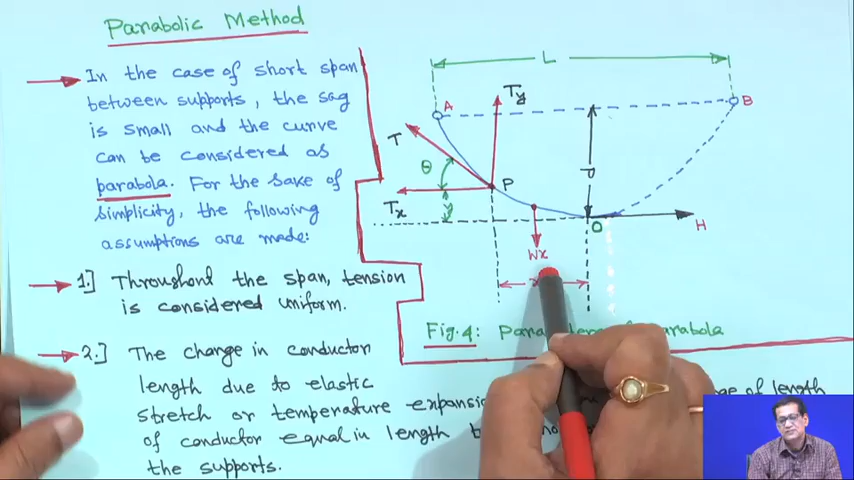 Parabolic Method
In the case of short span
between supports, the sag
is small and the curve
can be considered as
parabola. For the sake of
simplicity, the following
assumptions are made:
1.] Throughout the span, tension
is considered uniform.
2.] The change in conductor
length due to elastic
stretch or temperature
of length
of conductor equal in length
the supports.
L
A
B
Ty
T
θ
P
Tx
y
d
O
H
Wx
Fig.4:
parabola